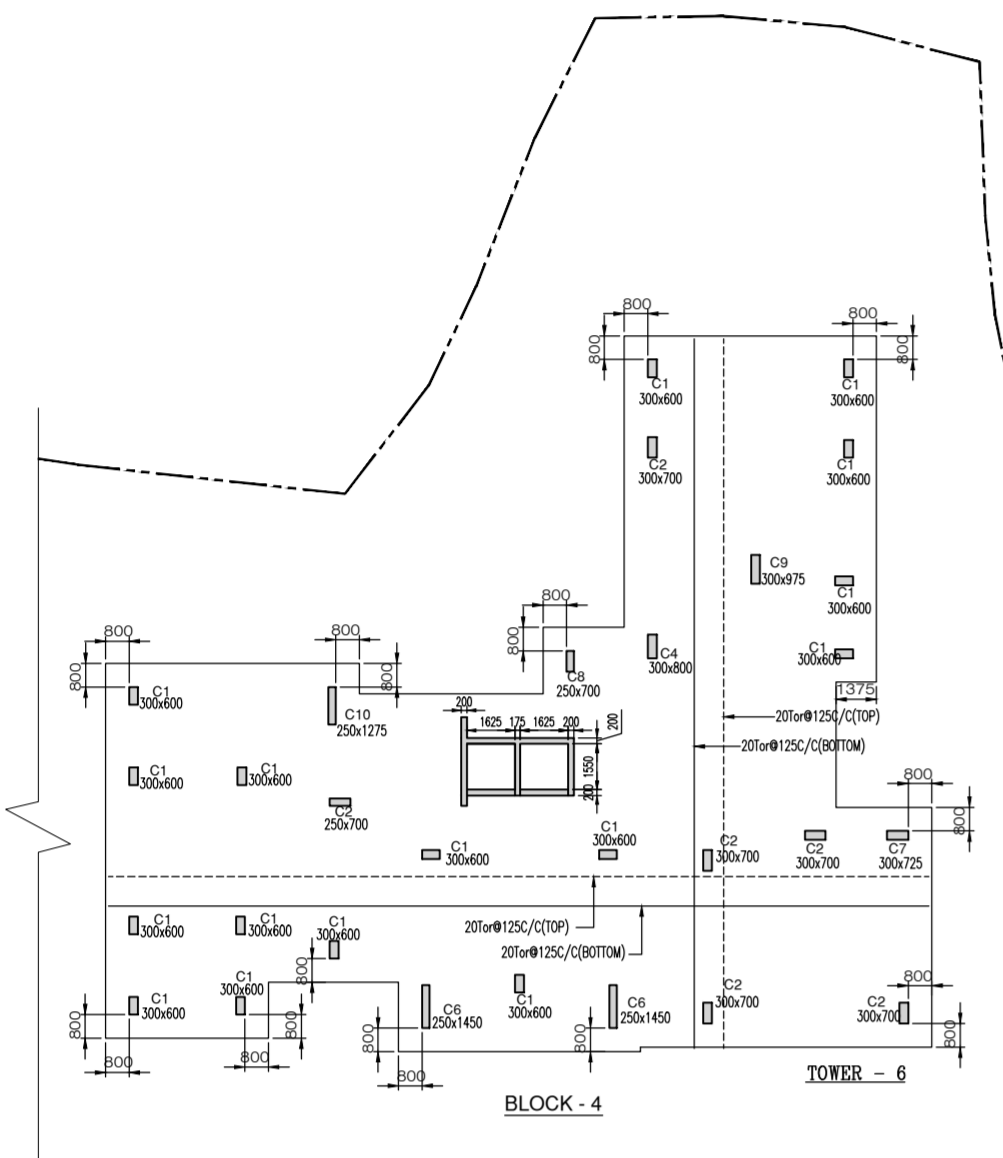 800
800
800
800
C1
300x600
C1
300x600
C2
300x700
C1
300x600
C9
300x975
C1
300x600
800
800
C4
300x800
C1
300x600
C8
250x700
1375
800
800
800
800
C1
300x600
C10
250x1275
200
1625
175
1625
200
200
1550
200
20Tor@125C/C(TOP)
20Tor@125C/C(BOTTOM)
C1
300x600
C1
300x600
C2
250x700
800
800
C1
300x600
C1
300x600
C2
300x700
C2
300x700
C7
300x725
20Tor@125C/C(TOP)
20Tor@125C/C(BOTTOM)
C1
300x600
C1
300x600
C1
300x600
800
C1
300x600
C1
300x600
C6
250x1450
C1
300x600
C6
250x1450
C2
300x700
C2
300x700
800
800
800
800
800
800
800
800
800
800
TOWER - 6
BLOCK - 4